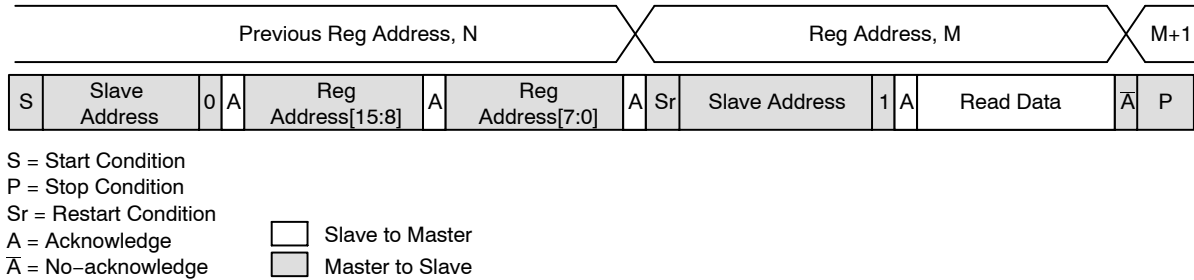 Previous Reg Address, N Reg Address, M M+1
S Slave Address 0 A Reg Address[15:8] A Reg Address[7:0] A Sr Slave Address 1 A Read Data A̅ P
S = Start Condition
P = Stop Condition
Sr = Restart Condition
A = Acknowledge
A̅ = No−acknowledge
Slave to Master
Master to Slave